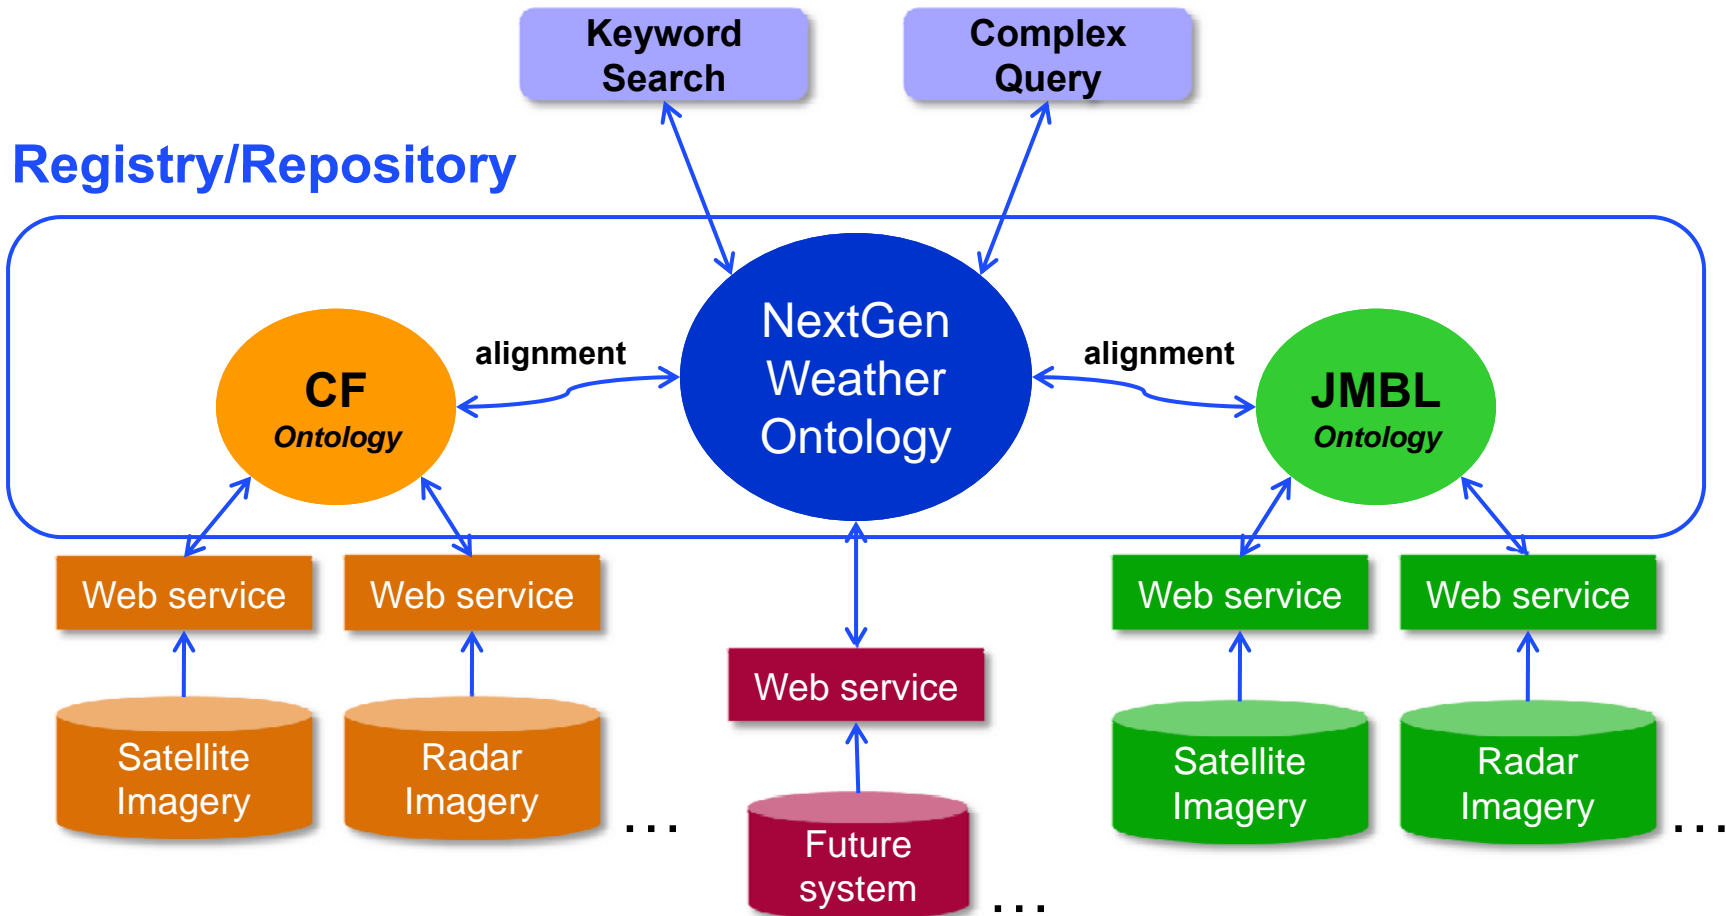 Keyword
Search
Complex
Query
Registry/Repository
NextGen
Weather
Ontology
alignment
alignment
CF
Ontology
JMBL
Ontology
Web service
Web service
Web service
Web service
Web service
Satellite
Imagery
Radar
Imagery
...
Future
system
...
Satellite
Imagery
Radar
Imagery
...